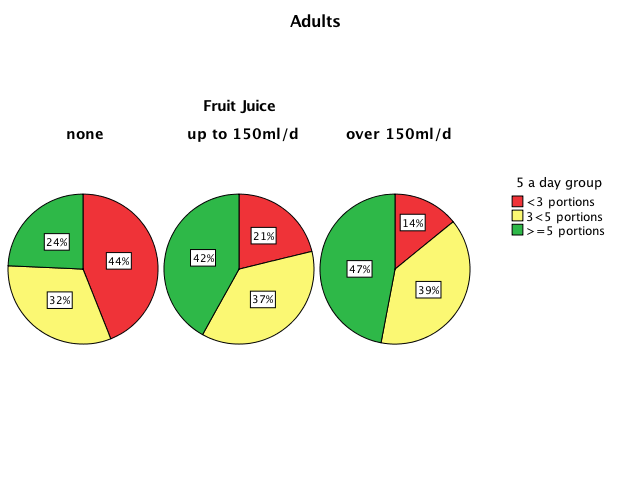 Adults
Fruit Juice
none
up to 150ml/d
over 150ml/d
5 a day group
<3 portions
3<5 portions
>=5 portions
24%
44%
32%
42%
21%
37%
47%
14%
39%